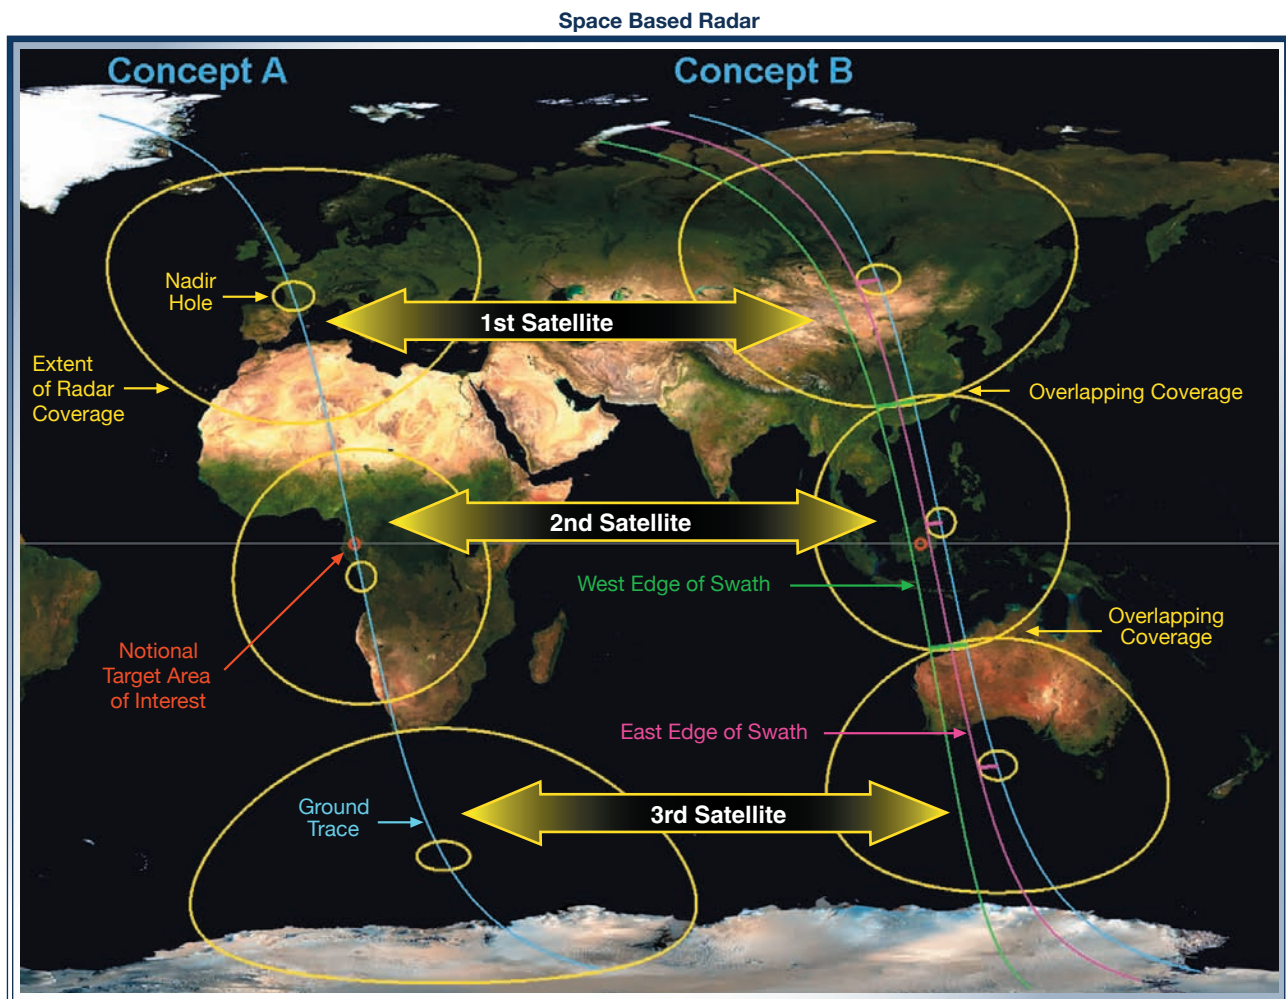 Space Based Radar
Concept A
Concept B
Nadir
Hole
1st Satellite
Extent
of Radar
Coverage
Overlapping Coverage
2nd Satellite
West Edge of Swath
Overlapping
Coverage
Notional
Target Area
of Interest
East Edge of Swath
Ground
Trace
3rd Satellite